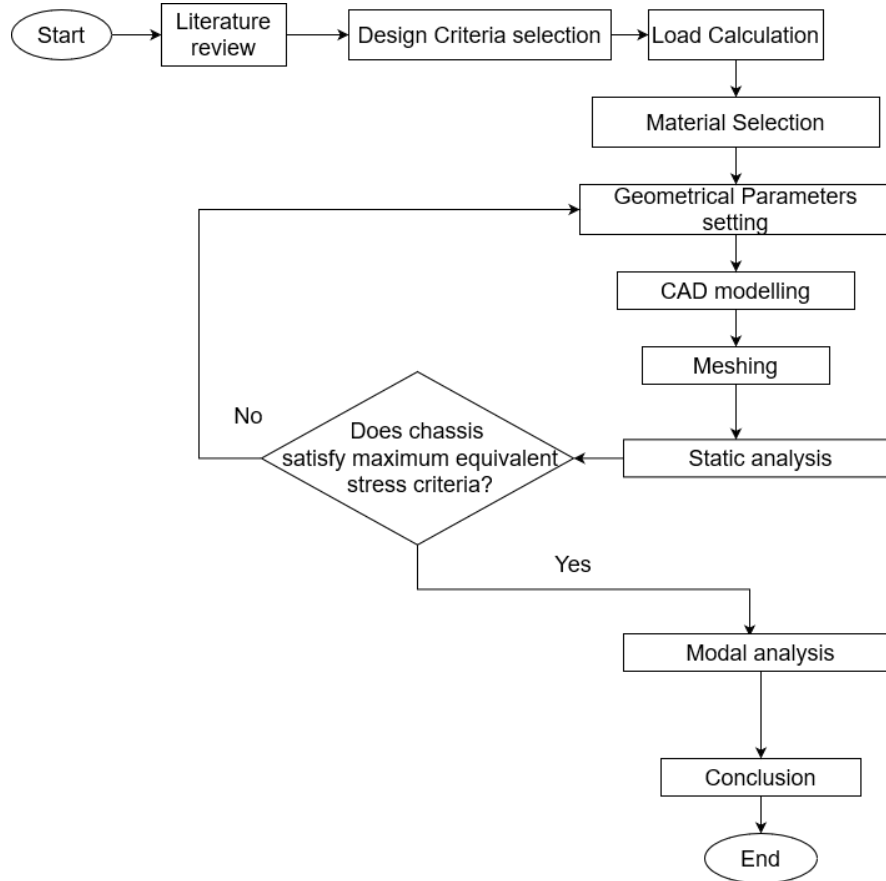 Start
Literature
review
Design Criteria selection
Load Calculation
Material Selection
Geometrical Parameters
setting
CAD modelling
Meshing
Static analysis
Does chassis
satisfy maximum equivalent
stress criteria?
No
Yes
Modal analysis
Conclusion
End